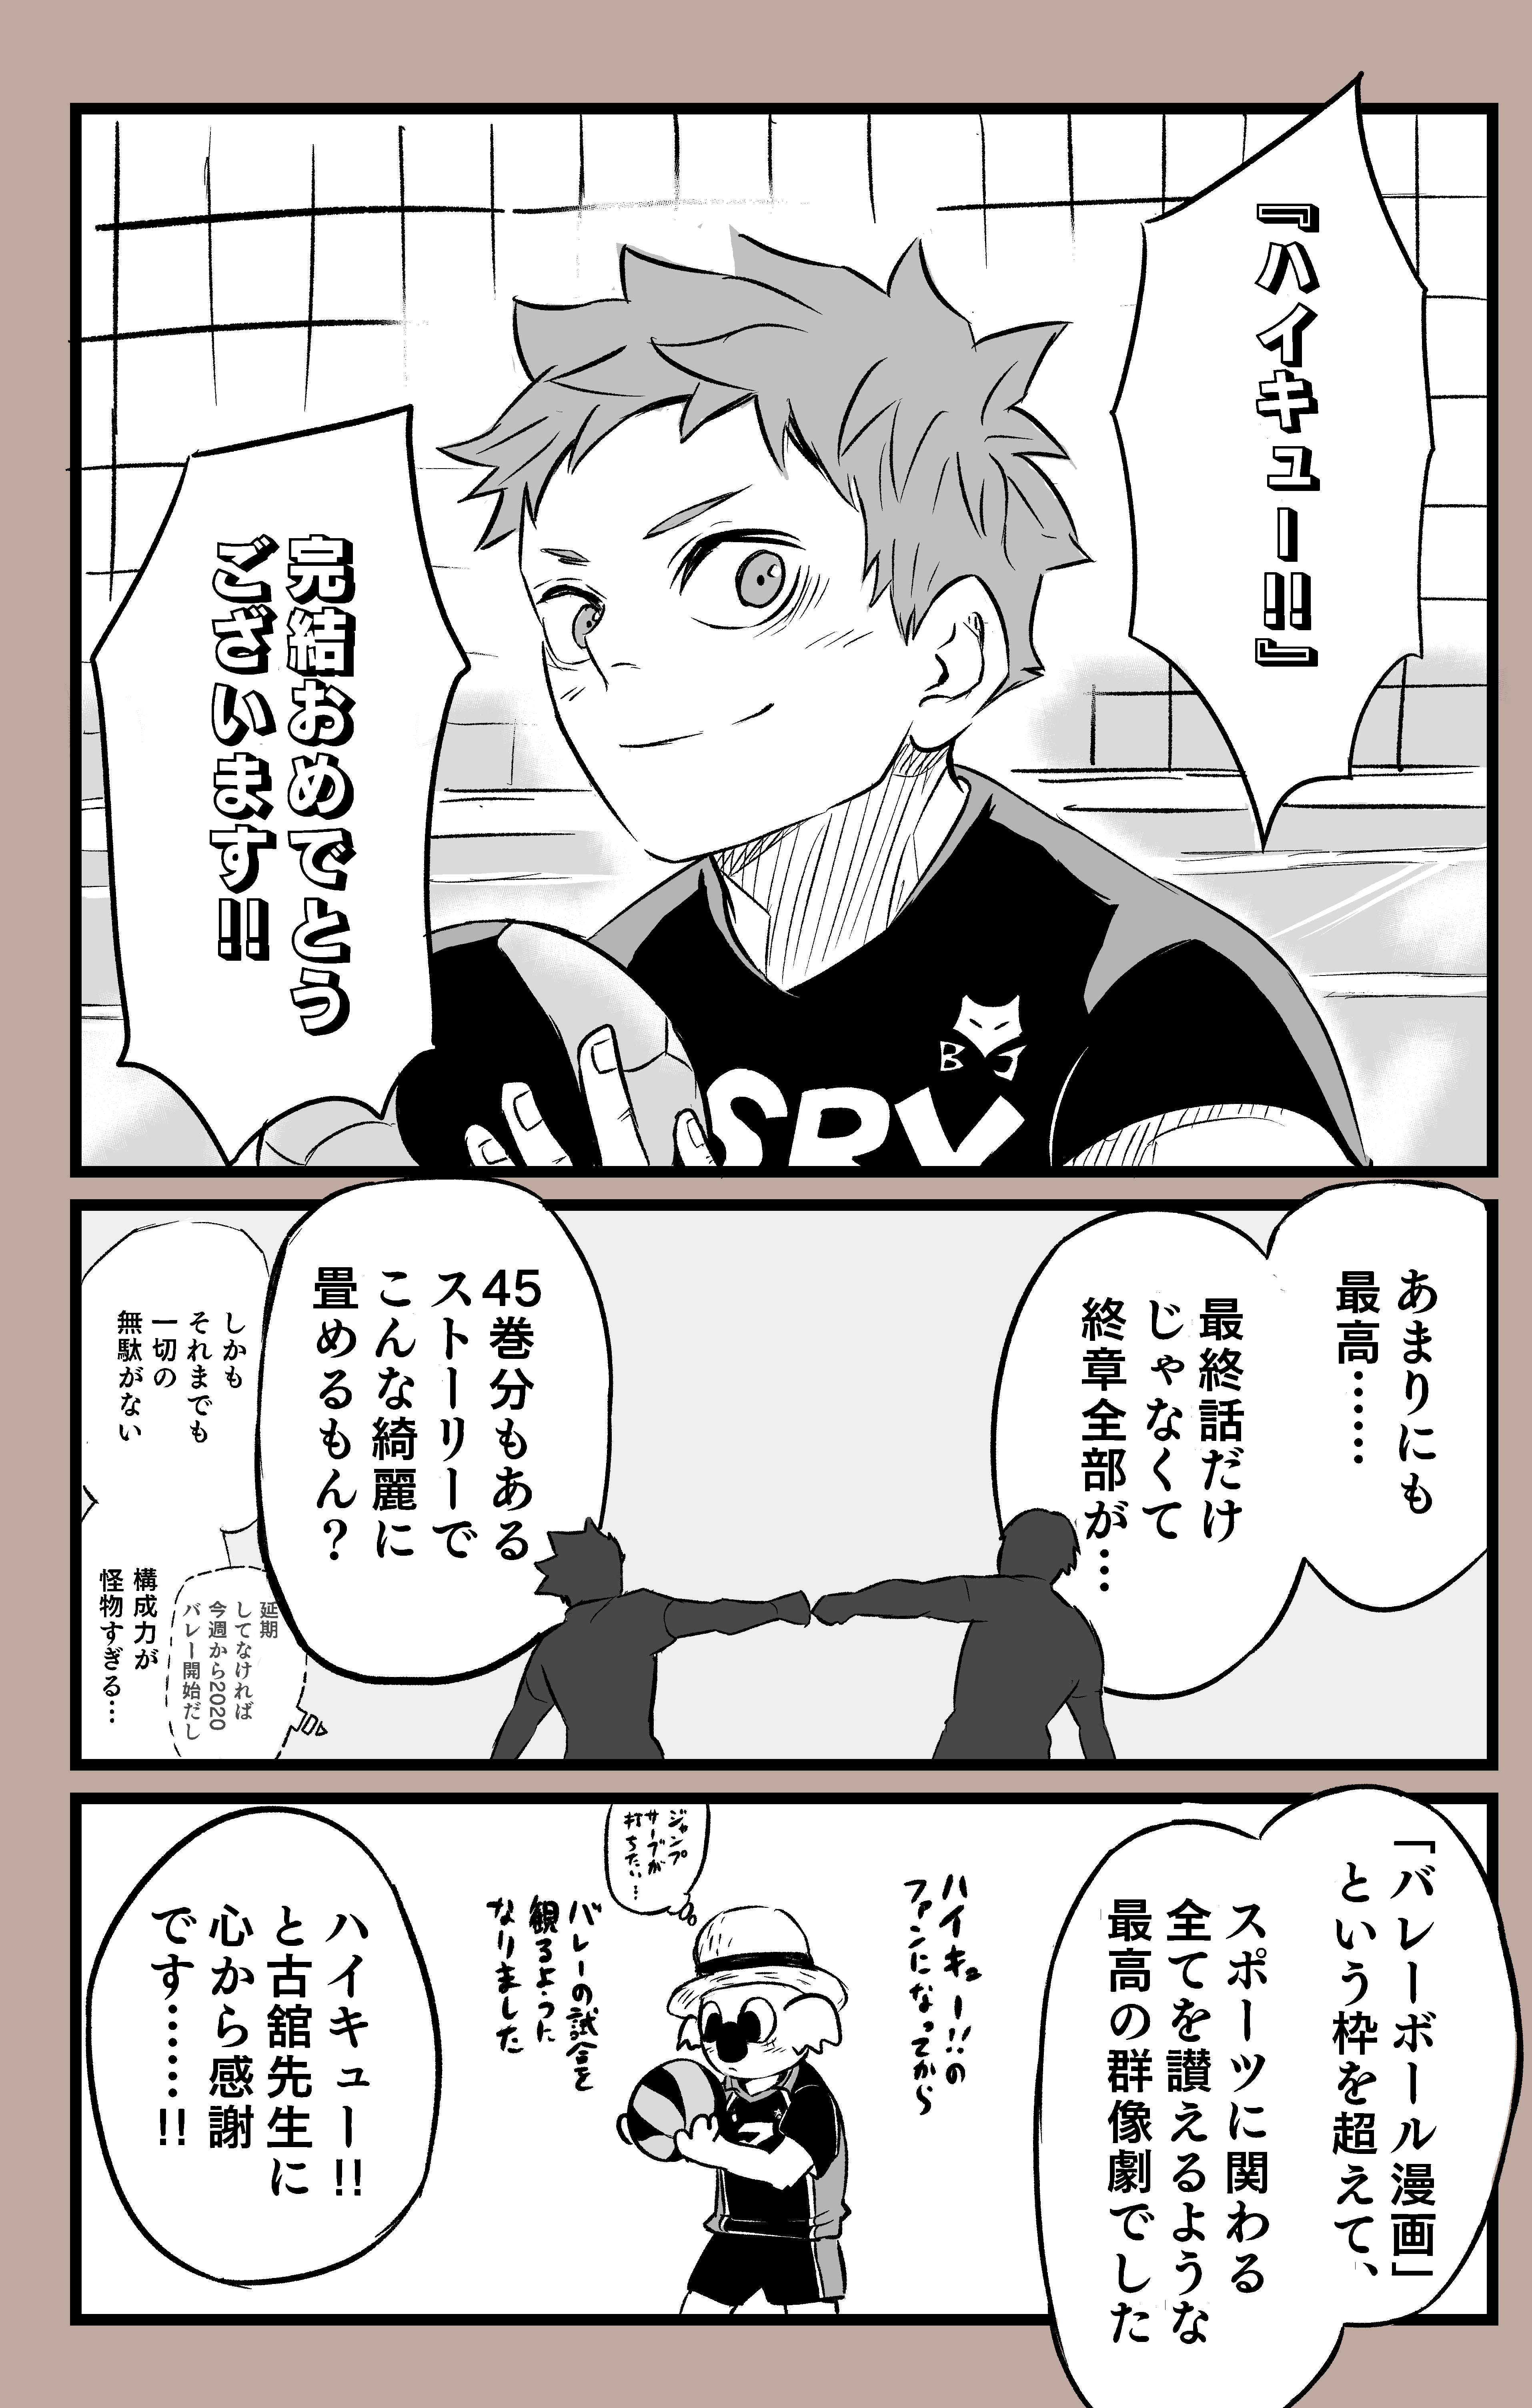 『ハイキュー!!』
完結おめでとう
ございます!!
B J
SBY
あまりにも
最高……
最終話だけ
じゃなくて
終章全部が…
45巻分もある
ストーリーで
こんな綺麗に
畳めるもん？
しかも
それまでも
一切の
無駄がない
延期
してなければ
今週から2020
バレー開始だし
構成力が
怪物すぎる…
「バレーボール漫画」
という枠を超えて、
スポーツに関わる
全てを讃えるような
最高の群像劇でした
ハイキュー!!の
ファンになってから
ジャンプ
サーブが
打ちたい…
バレーの試合を
観るように
なりました
ハイキュー!!
と古舘先生に
心から感謝
です……!!